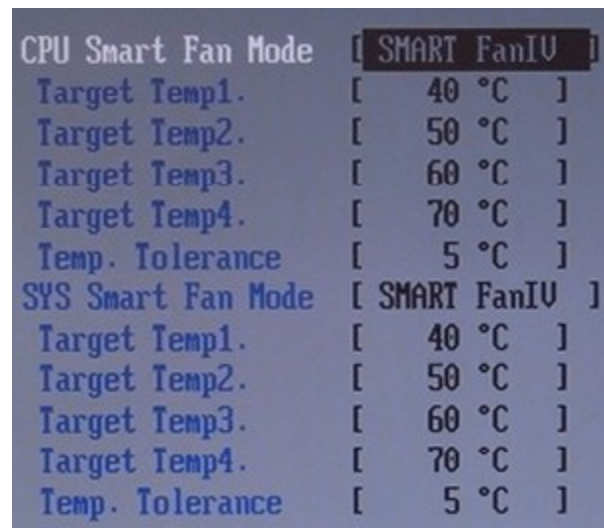 CPU Smart Fan Mode [ SMART FanIV ]
Target Temp1. [ 40 °C ]
Target Temp2. [ 50 °C ]
Target Temp3. [ 60 °C ]
Target Temp4. [ 70 °C ]
Temp. Tolerance [ 5 °C ]
SYS Smart Fan Mode [ SMART FanIV ]
Target Temp1. [ 40 °C ]
Target Temp2. [ 50 °C ]
Target Temp3. [ 60 °C ]
Target Temp4. [ 70 °C ]
Temp. Tolerance [ 5 °C ]